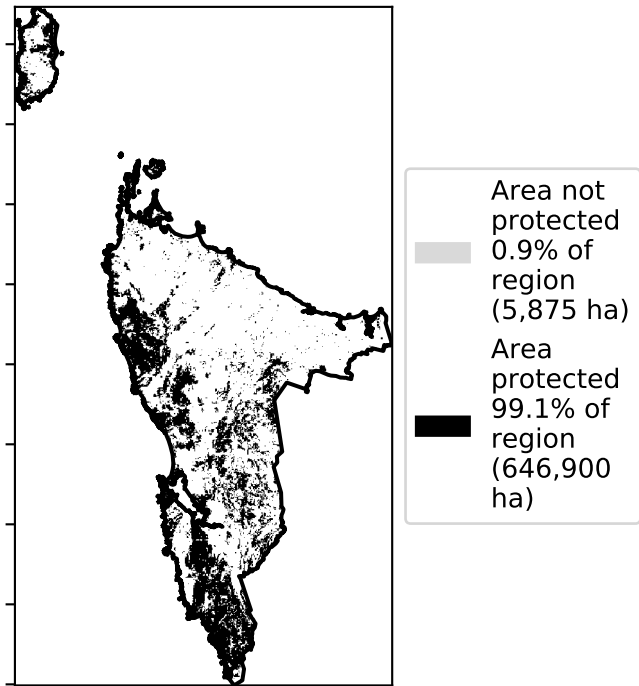 Area not
protected
0.9% of
region
(5,875 ha)
Area
protected
99.1% of
region
(646,900
ha)